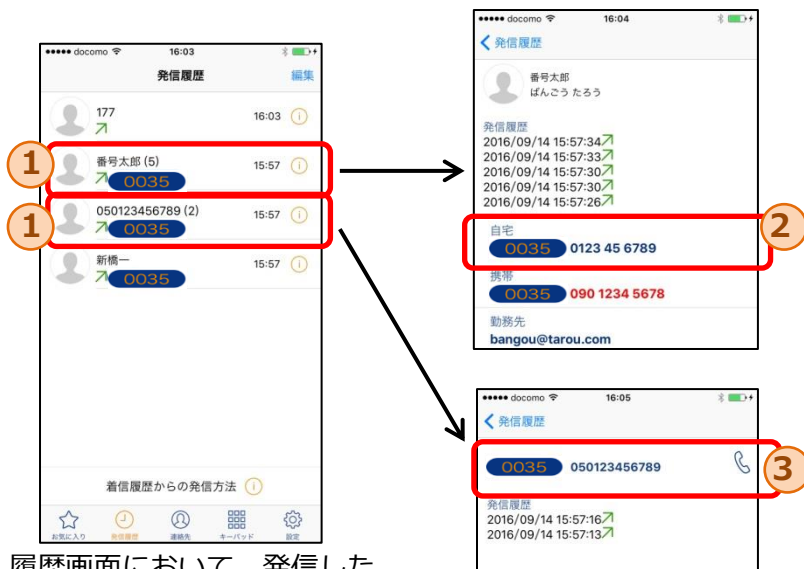 docomo 16:03
発信履歴 編集
177
16:03
番号太郎 (5)
15:57
0035
050123456789 (2)
15:57
0035
新橋一
15:57
0035
着信履歴からの発信方法
お気に入り 発信履歴 連絡先 キーパッド 設定
1
1
docomo 16:04
発信履歴
番号太郎
ばんごう たろう
発信履歴
2016/09/14 15:57:34
2016/09/14 15:57:33
2016/09/14 15:57:30
2016/09/14 15:57:30
2016/09/14 15:57:26
自宅
0035 0123 45 6789
2
携帯
0035 090 1234 5678
勤務先
bangou@tarou.com
docomo 16:05
発信履歴
0035 050123456789
3
発信履歴
2016/09/14 15:57:16
2016/09/14 15:57:13
履歴画面において、発信した